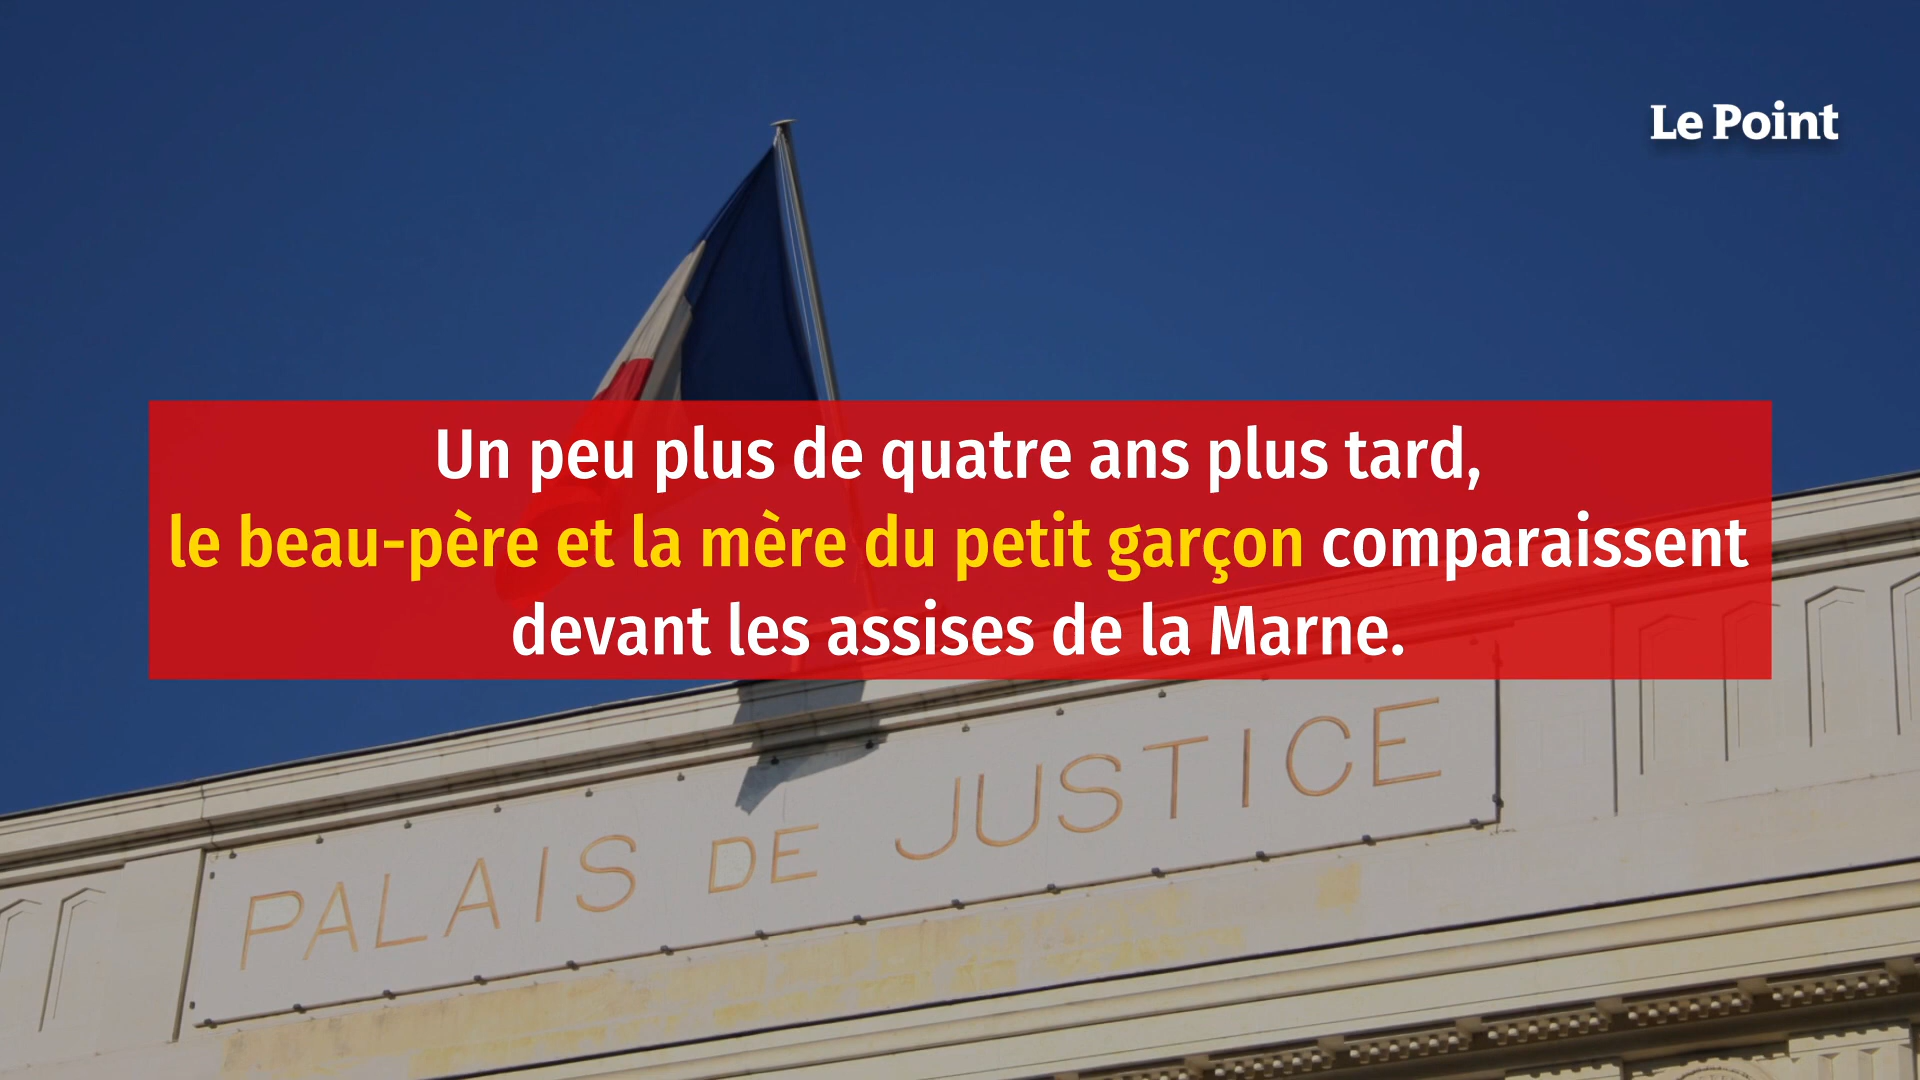 Le Point
Un peu plus de quatre ans plus tard,
le beau-père et la mère du petit garçon comparaissent
devant les assises de la Marne.
PALAIS DE JUSTICE